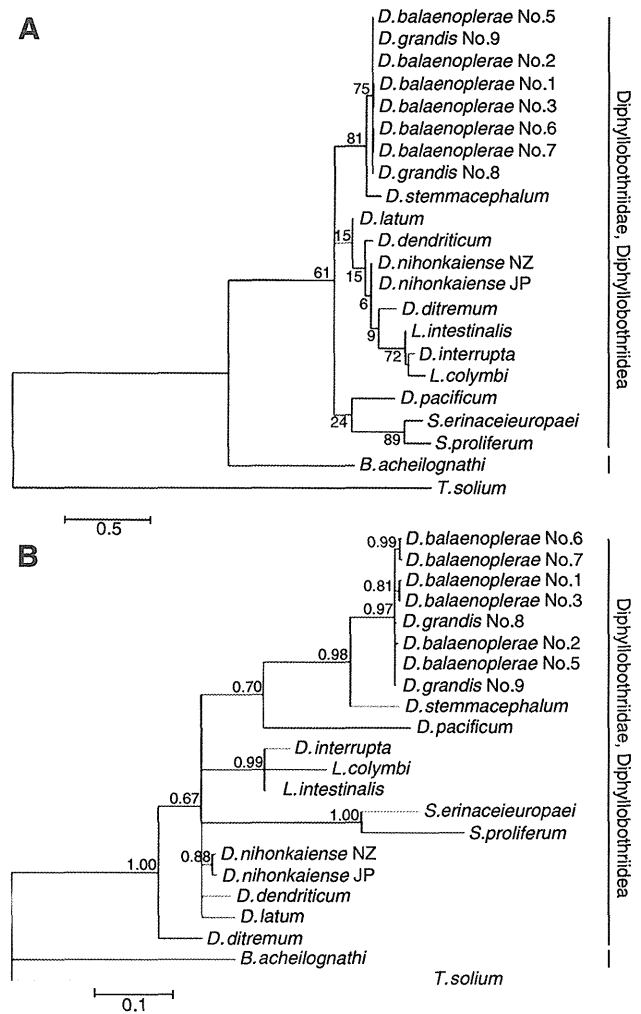 A
D. balaenoplerae No.5
D. grandis No.9
D. balaenoplerae No.2
D. balaenoplerae No.1
75
D. balaenoplerae No.3
D. balaenoplerae No.6
81
D. balaenoplerae No.7
D. grandis No.8
D. stemmacephalum
D. latum
15
D. dendriticum
D. nihonkaiense NZ
61
15
D. nihonkaiense JP
6
D. ditremum
9
L. intestinalis
72
D. interrupta
L. colymbi
D. pacificum
24
S. erinaceieuropaei
89
S. proliferum
B. acheilognathi
T. solium
Diphyllobothriidae, Diphyllobothriidea
0.5
B
0.99
D. balaenoplerae No.6
D. balaenoplerae No.7
0.81
D. balaenoplerae No.1
D. balaenoplerae No.3
0.97
D. grandis No.8
D. balaenoplerae No.2
0.98
D. balaenoplerae No.5
D. grandis No.9
0.70
D. stemmacephalum
D. pacificum
D. interrupta
0.99
L. colymbi
L. intestinalis
0.67
S. erinaceieuropaei
1.00
S. proliferum
0.88
D. nihonkaiense NZ
1.00
D. nihonkaiense JP
D. dendriticum
D. latum
D. ditremum
B. acheilognathi
T. solium
Diphyllobothriidae, Diphyllobothriidea
0.1